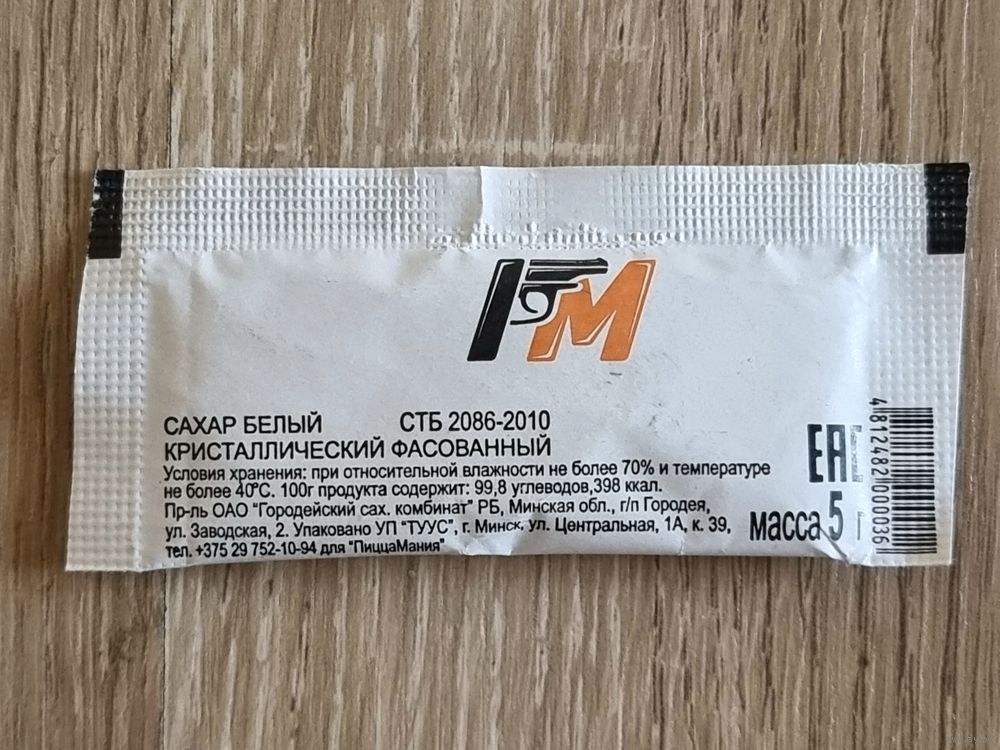 ПМ
САХАР БЕЛЫЙ СТБ 2086-2010
КРИСТАЛЛИЧЕСКИЙ ФАСОВАННЫЙ
Условия хранения: при относительной влажности не более 70% и температуре
не более 40°С. 100г продукта содержит: 99,8 углеводов,398 ккал.
Пр-ль ОАО "Городейский сах. комбинат" РБ, Минская обл., г/п Городея,
ул. Заводская, 2. Упаковано УП "ТУУС", г. Минск, ул. Центральная, 1А, к. 39,
тел. +375 29 752-10-94 для "ПиццаМания"
EAC
масса 5 г
4812482000036